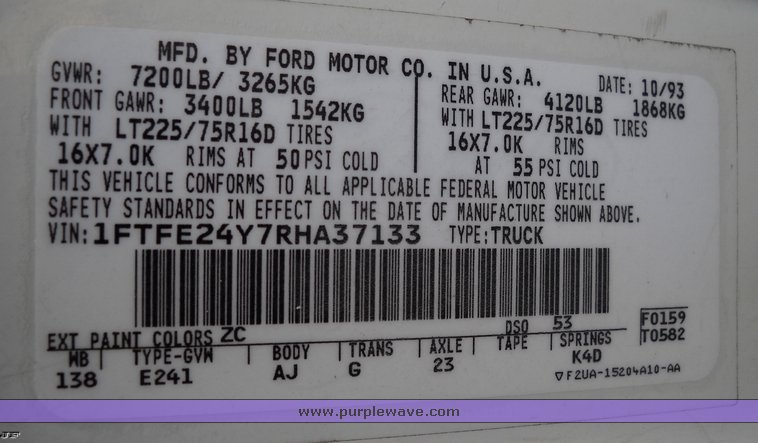 MFD. BY FORD MOTOR CO. IN U.S.A.
GVWR: 7200LB/ 3265KG
DATE: 10/93
FRONT GAWR: 3400LB 1542KG
REAR GAWR: 4120LB 1868KG
WITH LT225/75R16D TIRES
WITH LT225/75R16D TIRES
16X7.0K RIMS AT 50 PSI COLD
16X7.0K RIMS
AT 55 PSI COLD
THIS VEHICLE CONFORMS TO ALL APPLICABLE FEDERAL MOTOR VEHICLE
SAFETY STANDARDS IN EFFECT ON THE DATE OF MANUFACTURE SHOWN ABOVE.
VIN: 1FTFE24Y7RHA37133 TYPE: TRUCK
EXT PAINT COLORS ZC DSO 53 F0159
WB TYPE-GVW BODY TRANS AXLE TAPE SPRINGS T0582
138 E241 AJ G 23 K4D
▽F2UA-15204A10-AA
www.purplewave.com